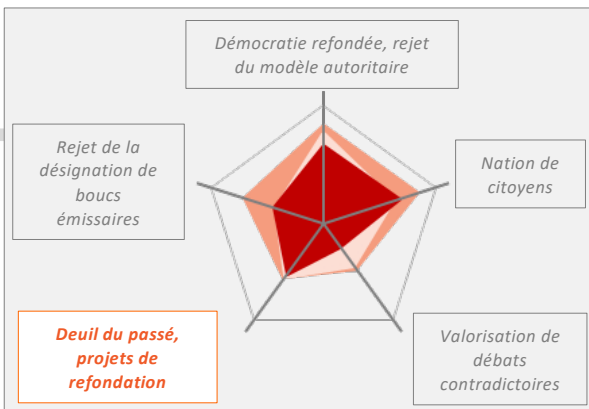 Démocratie refondée, rejet
du modèle autoritaire
Rejet de la
désignation de
boucs
émissaires
Nation de
citoyens
Deuil du passé,
projets de
refondation
Valorisation de
débats
contradictoires